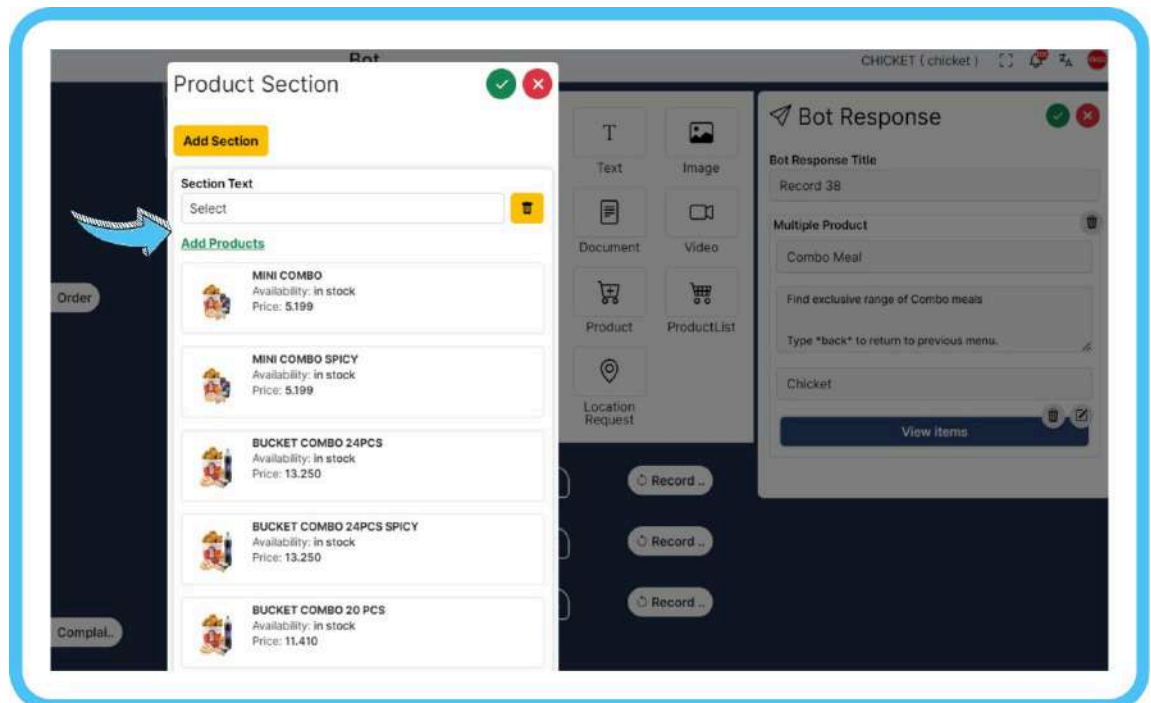 Bot
CHICKET ( chicket )
Product Section
Add Section
Section Text
Select
Add Products
MINI COMBO
Availability: in stock
Price: 5.199
MINI COMBO SPICY
Availability: in stock
Price: 5.199
BUCKET COMBO 24PCS
Availability: in stock
Price: 13.250
BUCKET COMBO 24PCS SPICY
Availability: in stock
Price: 13.250
BUCKET COMBO 20 PCS
Availability: in stock
Price: 11.410
Order
Complai..
Text
Image
Document
Video
Product
ProductList
Location
Request
Record ..
Record ..
Record ..
Bot Response
Bot Response Title
Record 38
Multiple Product
Combo Meal
Find exclusive range of Combo meals
Type *back* to return to previous menu.
Chicket
View items